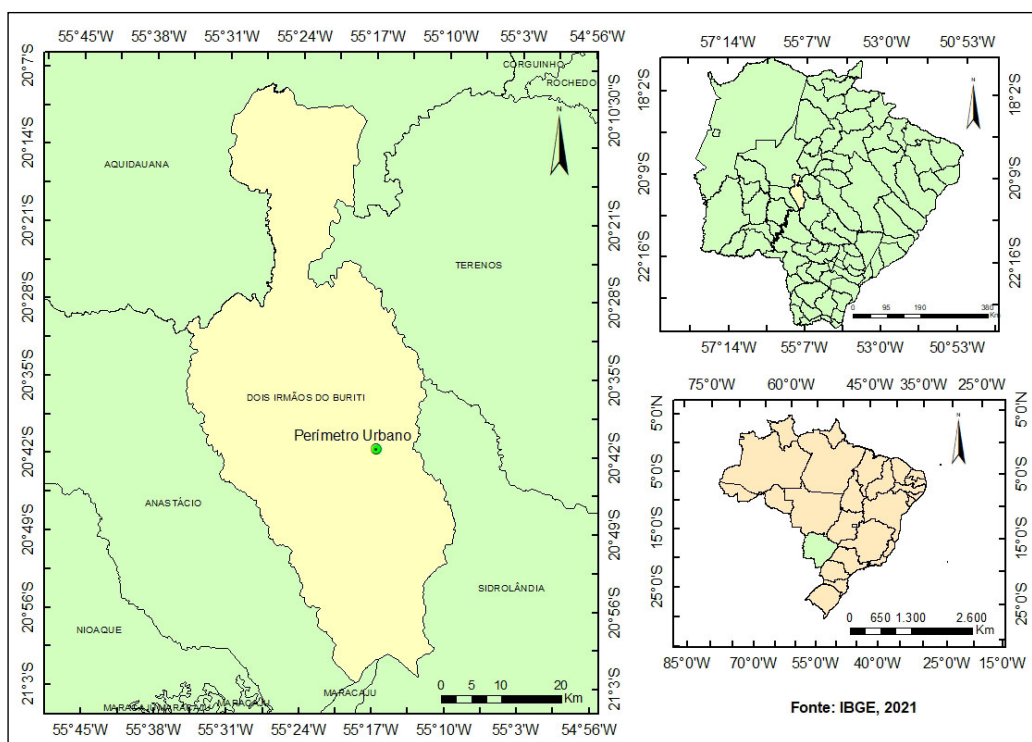 55°45'W 55°38'W 55°31'W 55°24'W 55°17'W 55°10'W 55°3'W 54°56'W
20°7'S
20°14'S
20°21'S
20°28'S
20°35'S
20°42'S
20°49'S
20°56'S
21°3'S
CORGUINHO
ROCHEDO
N
AQUIDAUANA
TERENOS
DOIS IRMÃOS DO BURITI
Perímetro Urbano
ANASTÁCIO
SIDROLÂNDIA
NIOAQUE
MARACAJU
MARACAJU
MARACAJU
MARACAJU
0 5 10 20
Km
20°10'30"S
20°21'S
20°28'S
20°35'S
20°42'S
20°49'S
20°56'S
21°3'S
55°45'W 55°38'W 55°31'W 55°24'W 55°17'W 55°10'W 55°3'W 54°56'W
57°14'W 55°7'W 53°0'W 50°53'W
18°2'S
20°9'S
22°16'S
N
18°2'S
20°9'S
22°16'S
0 95 190 380
Km
57°14'W 55°7'W 53°0'W 50°53'W
75°0'W 60°0'W 45°0'W 35°0'W 25°0'W
5°0'N
5°0'S
15°0'S
25°0'S
N
5°0'N
5°0'S
15°0'S
25°0'S
0 650 1.300 2.600
Km
85°0'W 70°0'W 55°0'W 40°0'W 25°0'W 15°0'W
Fonte: IBGE, 2021